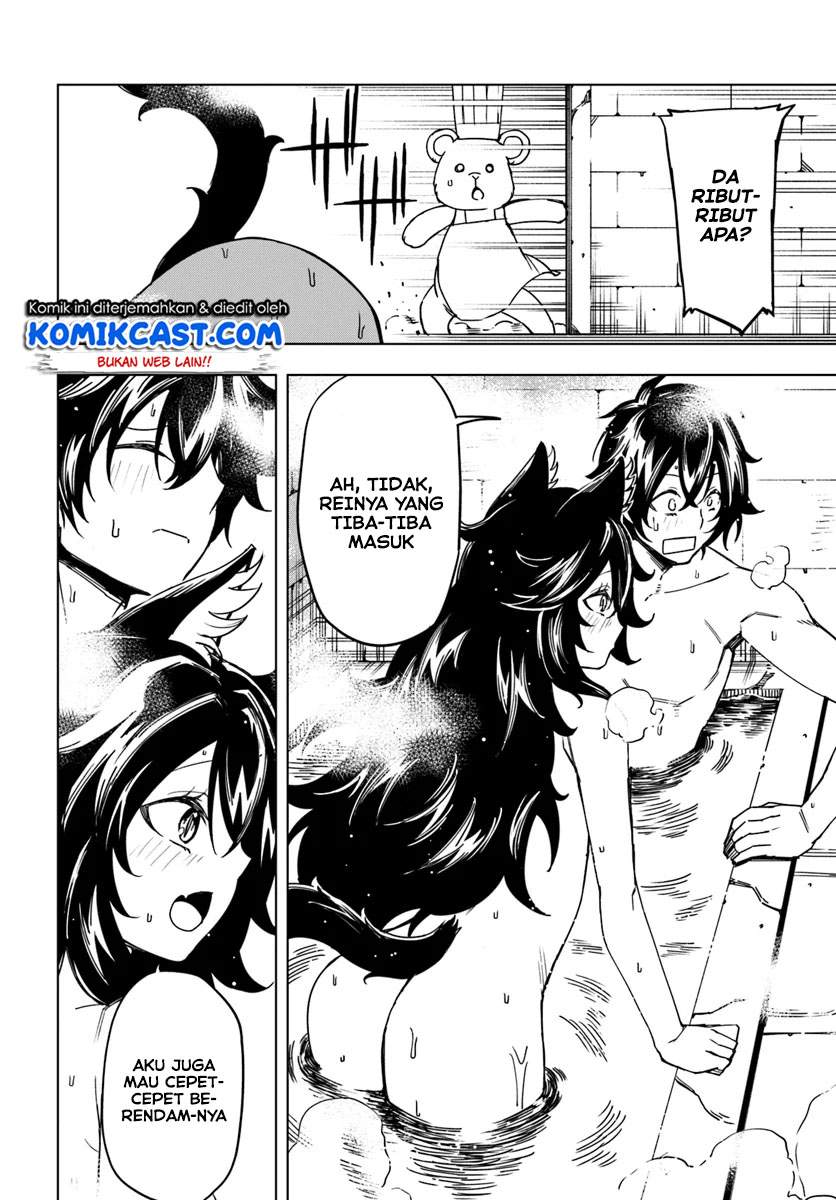 DA
RIBUT-
RIBUT
APA?
Komik ini diterjemahkan & diedit oleh
KOMIKCAST.COM
BUKAN WEB LAIN!!
AH, TIDAK,
REINYA YANG
TIBA-TIBA
MASUK
AKU JUGA
MAU CEPET-
CEPET BE-
RENDAM-NYA